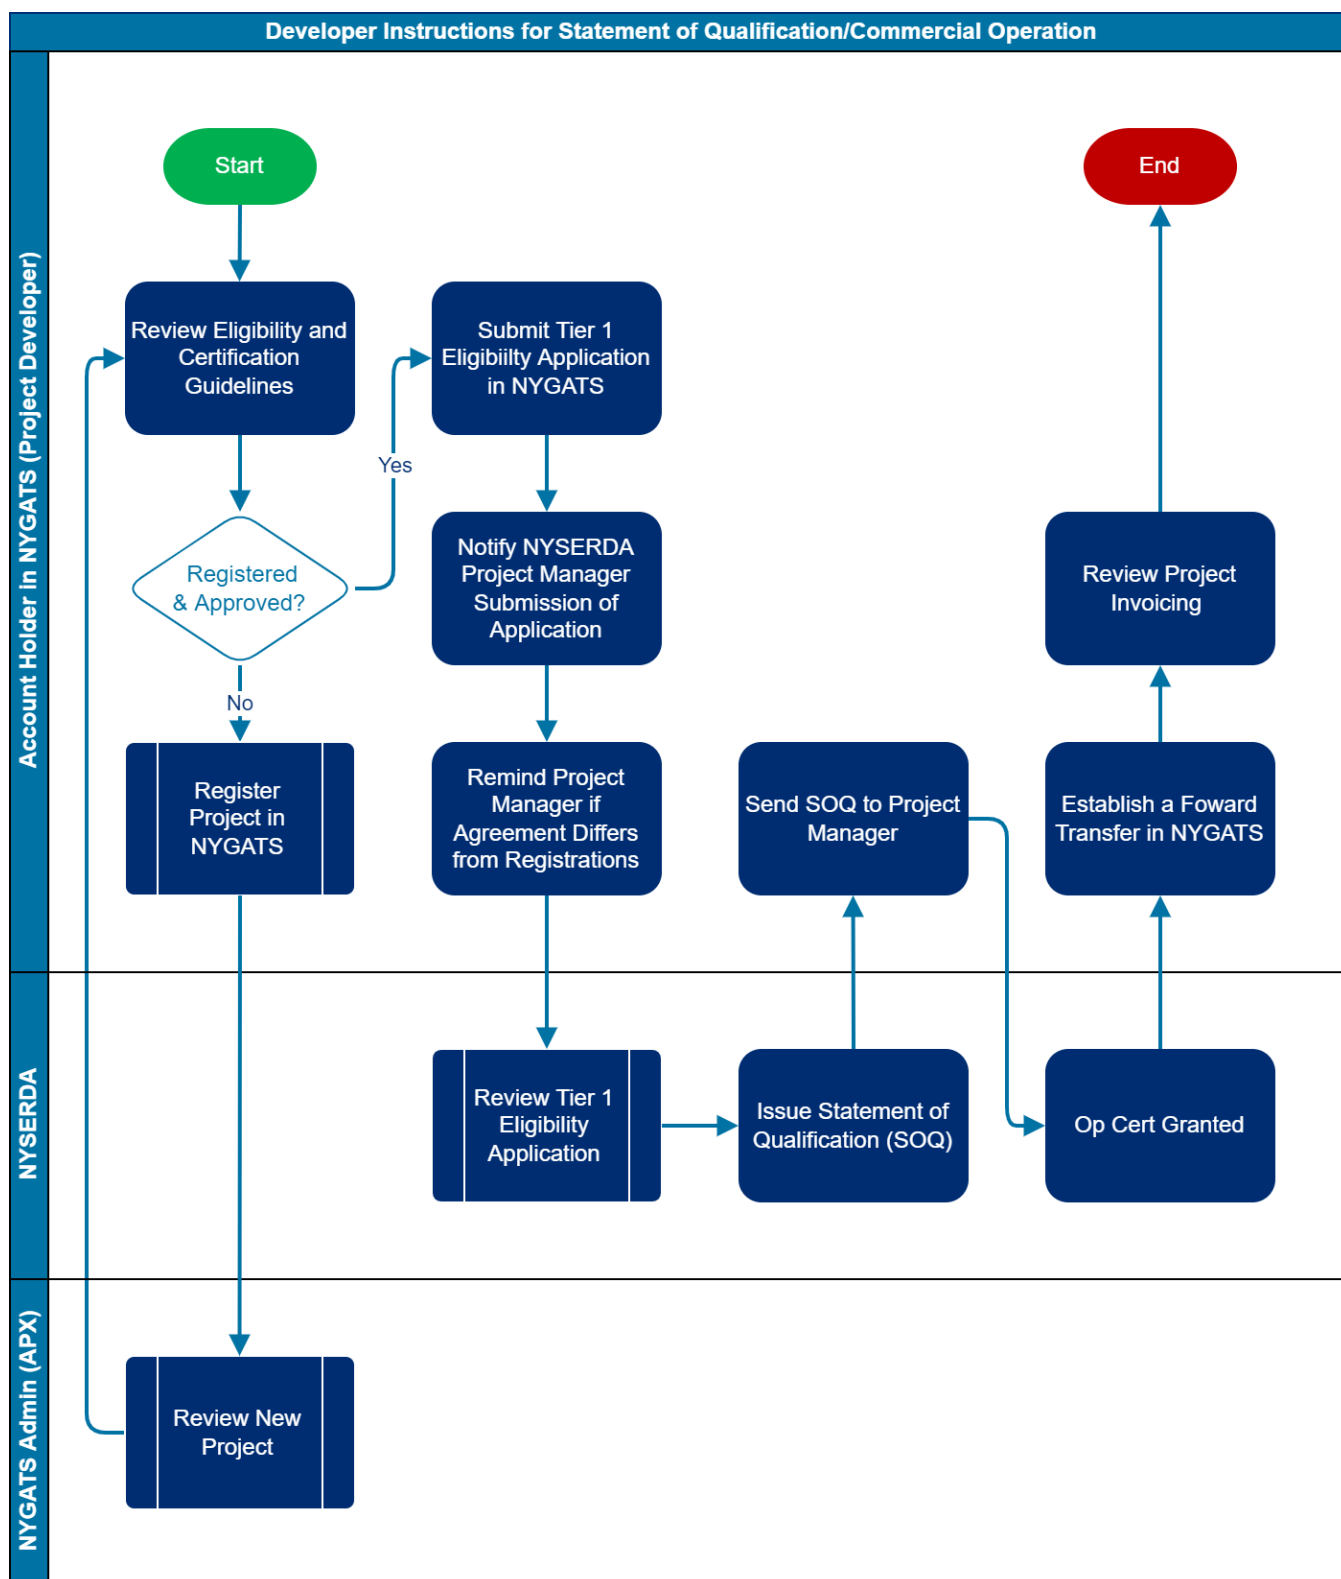 Developer Instructions for Statement of Qualification/Commercial Operation
Account Holder in NYGATS (Project Developer)
Start
End
Review Eligibility and
Certification
Guidelines
Submit Tier 1
Eligibiilty Application
in NYGATS
Yes
Registered
& Approved?
Notify NYSERDA
Project Manager
Submission of
Application
Review Project
Invoicing
No
Register
Project in
NYGATS
Remind Project
Manager if
Agreement Differs
from Registrations
Send SOQ to Project
Manager
Establish a Foward
Transfer in NYGATS
NYSERDA
Review Tier 1
Eligibility
Application
Issue Statement of
Qualification (SOQ)
Op Cert Granted
NYGATS Admin (APX)
Review New
Project